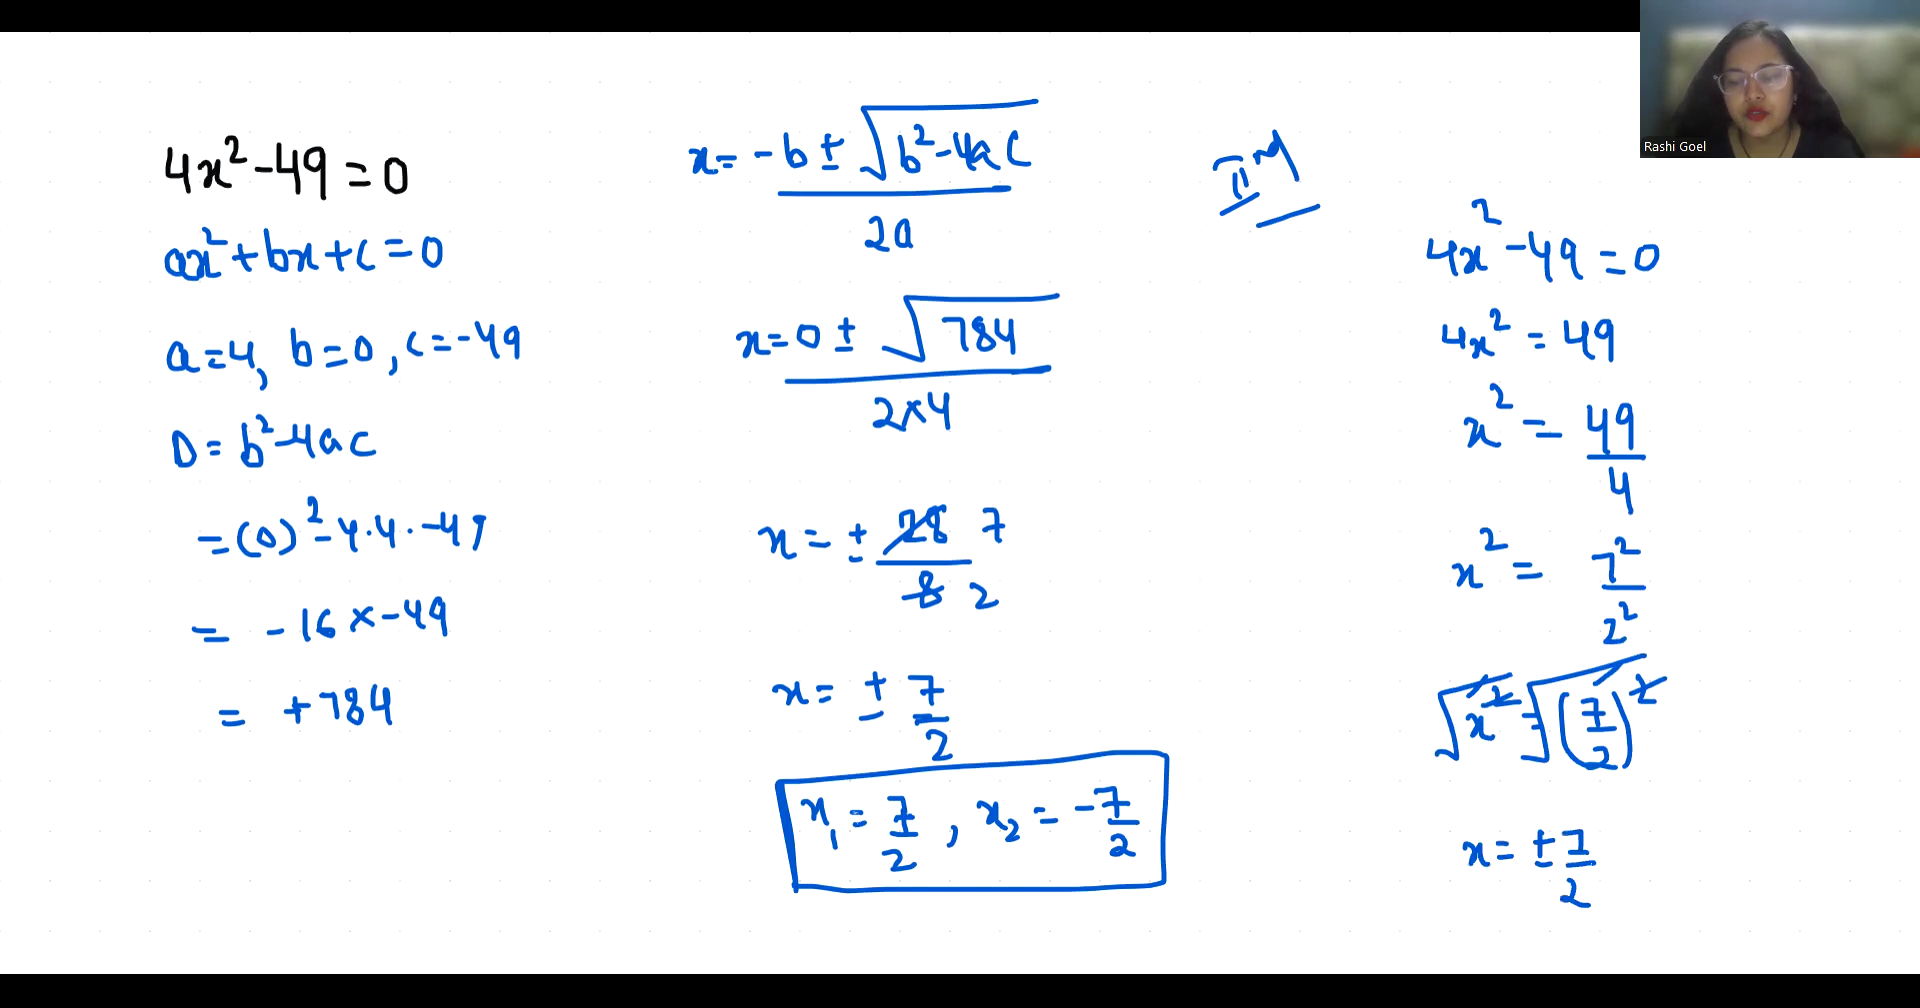 4x²-49=0
ax²+bx+c=0
a=4, b=0, c=-49
D=b²-4ac
=(0)²-4·4·-49
= -16×-49
= +784
x= -b±√b²-4ac
2a
x=0±√784
2×4
x=± 28 7
8 2
x=± 7
2
x₁=7/2, x₂=-7/2
IInd
4x²-49=0
4x²=49
x²=49
4
x²=7²
2²
√x²=√(7/2)²
x=±7
2
Rashi Goel